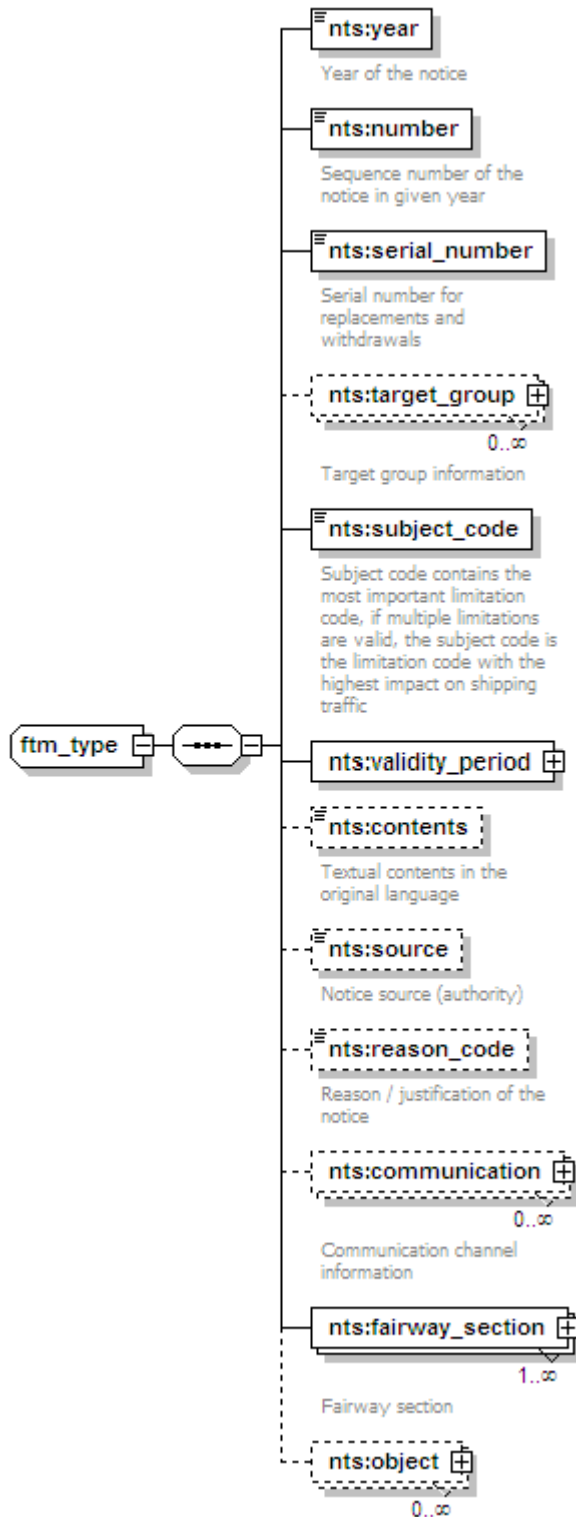 nts:year
Year of the notice
nts:number
Sequence number of the
notice in given year
nts:serial_number
Serial number for
replacements and
withdrawals
nts:target_group
0..∞
Target group information
nts:subject_code
Subject code contains the
most important limitation
code, if multiple limitations
are valid, the subject code is
the limitation code with the
highest impact on shipping
traffic
ftm_type
nts:validity_period
nts:contents
Textual contents in the
original language
nts:source
Notice source (authority)
nts:reason_code
Reason / justification of the
notice
nts:communication
0..∞
Communication channel
information
nts:fairway_section
1..∞
Fairway section
nts:object
0..∞